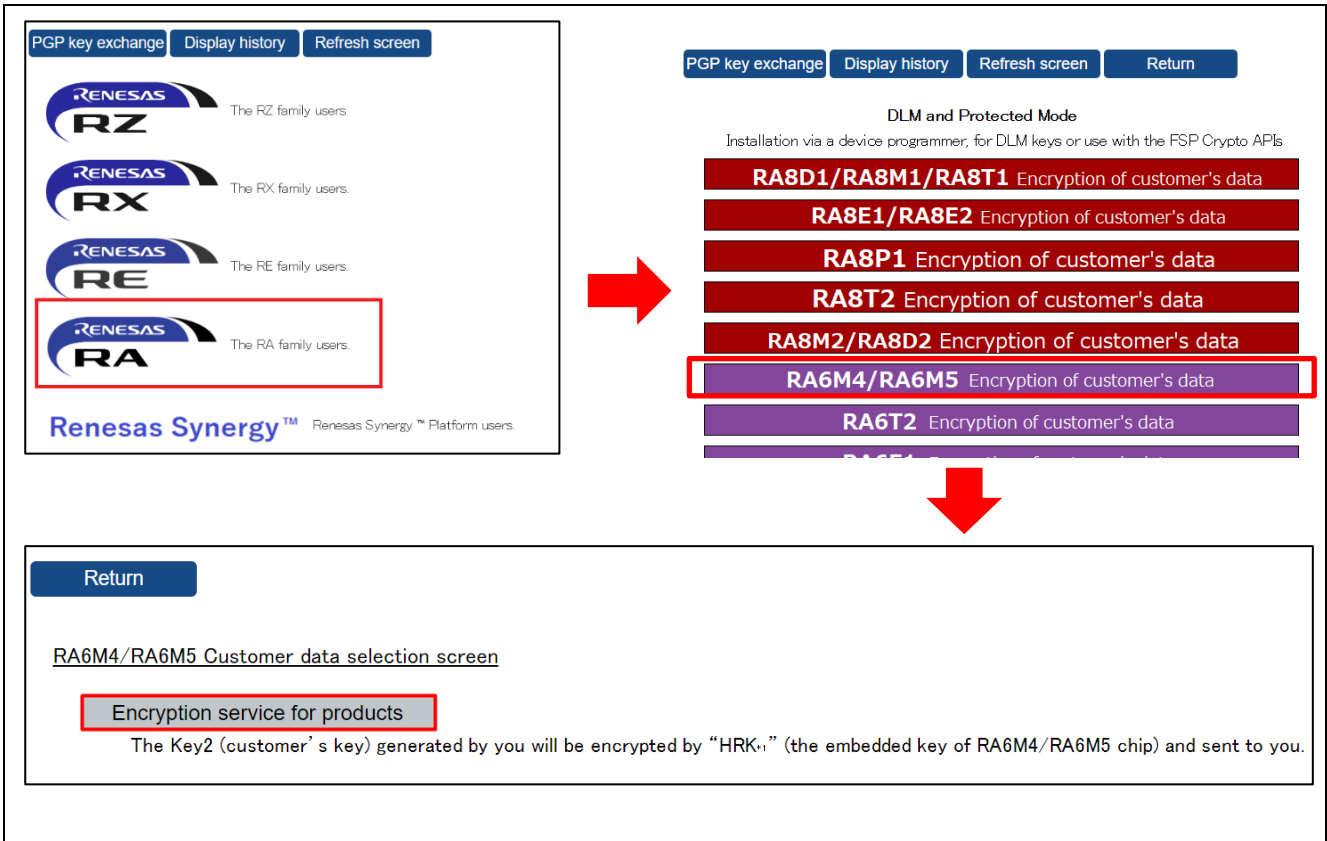 PGP key exchange Display history Refresh screen
RENESAS
RZ
The RZ family users.
RENESAS
RX
The RX family users.
RENESAS
RE
The RE family users.
RENESAS
RA
The RA family users.
Renesas Synergy™ Renesas Synergy ™ Platform users.
PGP key exchange Display history Refresh screen Return
DLM and Protected Mode
Installation via a device programmer, for DLM keys or use with the FSP Crypto APIs
RA8D1/RA8M1/RA8T1 Encryption of customer's data
RA8E1/RA8E2 Encryption of customer's data
RA8P1 Encryption of customer's data
RA8T2 Encryption of customer's data
RA8M2/RA8D2 Encryption of customer's data
RA6M4/RA6M5 Encryption of customer's data
RA6T2 Encryption of customer's data
Return
RA6M4/RA6M5 Customer data selection screen
Encryption service for products
The Key2 (customer's key) generated by you will be encrypted by “HRK*1” (the embedded key of RA6M4/RA6M5 chip) and sent to you.